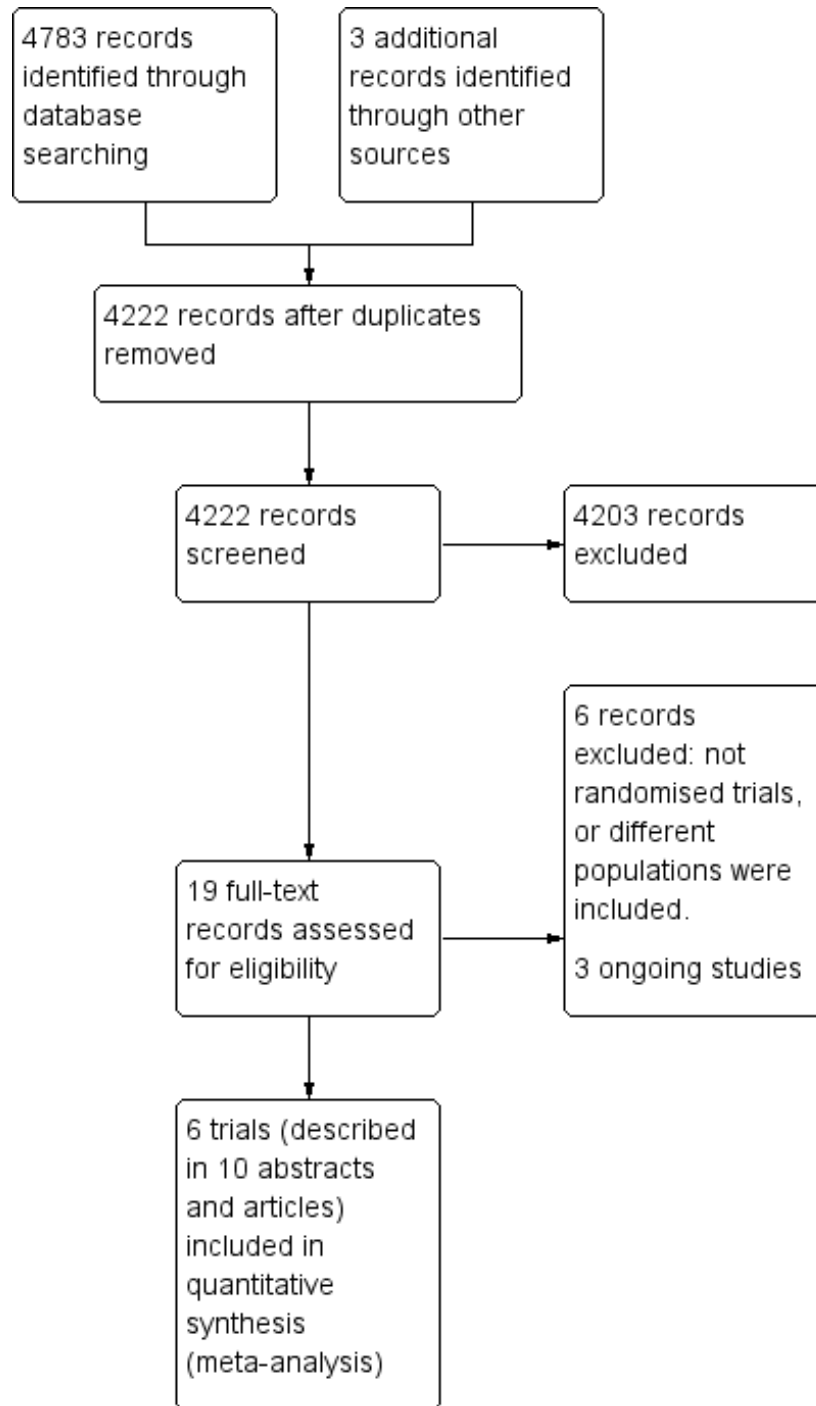 4783 records
identified through
database
searching
3 additional
records identified
through other
sources
4222 records after duplicates
removed
4222 records
screened
4203 records
excluded
6 records
excluded: not
randomised trials,
or different
populations were
included.
3 ongoing studies
19 full-text
records assessed
for eligibility
6 trials (described
in 10 abstracts
and articles)
included in
quantitative
synthesis
(meta-analysis)